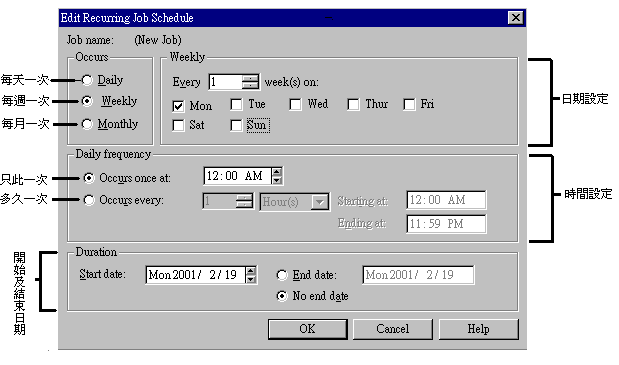 Edit Recurring Job Schedule
Job name: (New Job)
Occurs
每天一次
Daily
每週一次
Weekly
每月一次
Monthly
Weekly
Every 1 week(s) on:
Mon Tue Wed Thur Fri
Sat Sun
日期設定
Daily frequency
只此一次
Occurs once at: 12:00 AM
多久一次
Occurs every: 1 Hour(s) Starting at: 12:00 AM
Ending at: 11:59 PM
時間設定
開始及結束日期
Duration
Start date: Mon2001/ 2/19 End date: Mon2001/ 2/19
No end date
OK Cancel Help